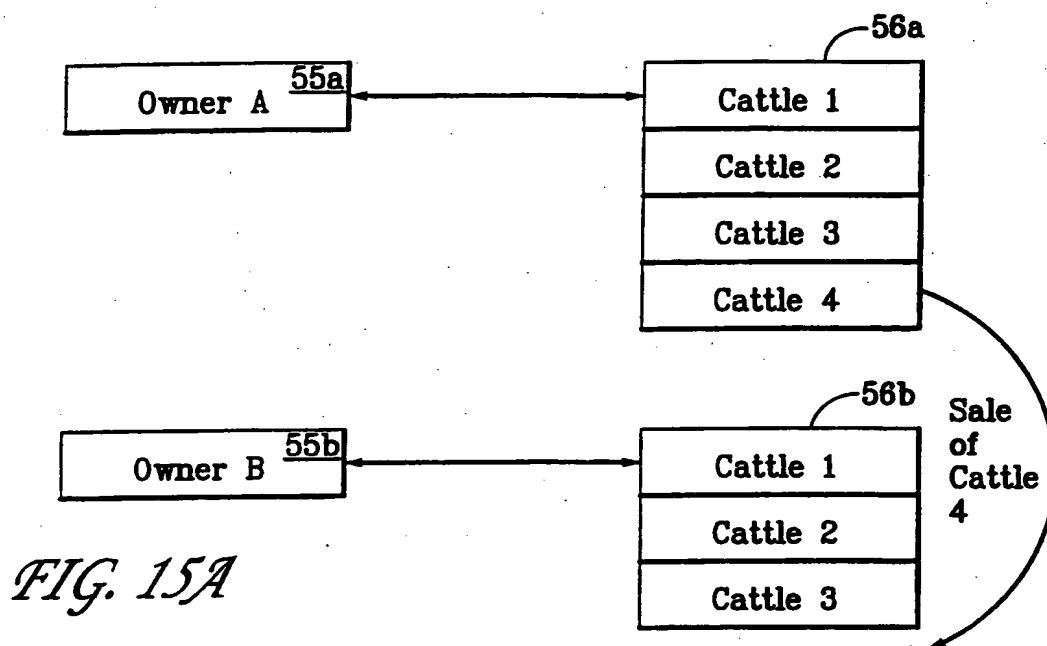 56a
55a
Owner A
Cattle 1
Cattle 2
Cattle 3
Cattle 4
56b
55b
Owner B
Cattle 1
Cattle 2
Cattle 3
Sale
of
Cattle
4
FIG. 15A